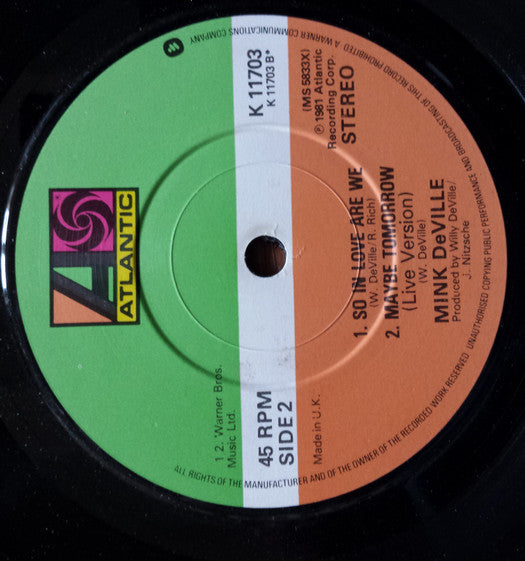 A WARNER COMMUNICATIONS COMPANY
ATLANTIC
K 11703
K 11703 B*
(MS 5833X)
℗ 1981 Atlantic
Recording Corp.
STEREO
1 2. Warner Bros.
Music Ltd.
45 RPM
SIDE 2
Made in U.K.
1. SO IN LOVE ARE WE
(W. DeVille/R. Rich)
2. MAYBE TOMORROW
(Live Version)
(W. DeVille)
MINK DeVILLE
Produced by Willy DeVille/
J. Nitzsche
ALL RIGHTS OF THE MANUFACTURER AND OF THE OWNER OF THE RECORDED WORK RESERVED UNAUTHORISED COPYING PUBLIC PERFORMANCE AND BROADCASTING OF THIS RECORD PROHIBITED